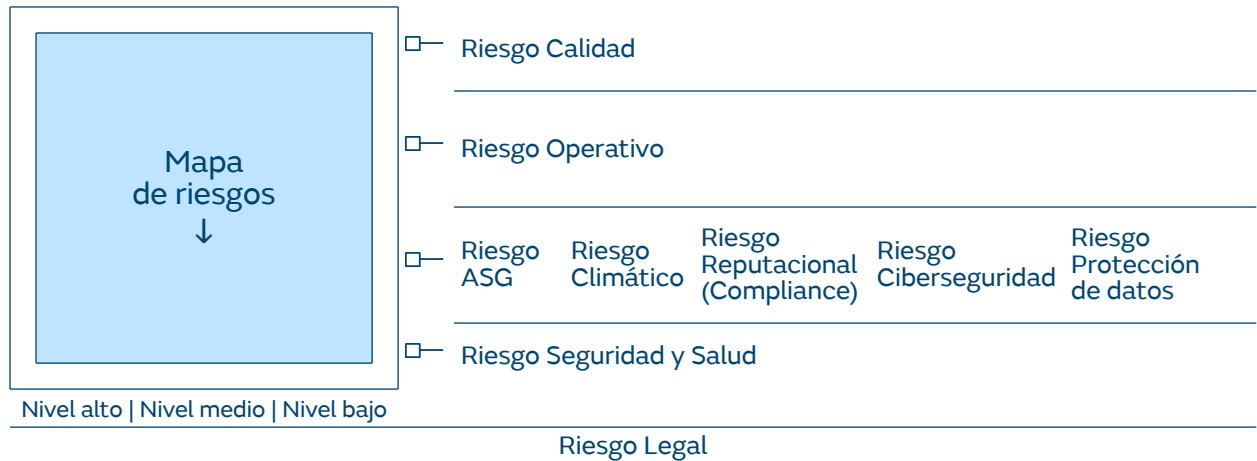 Mapa
de riesgos
↓
Nivel alto | Nivel medio | Nivel bajo
Riesgo Calidad
Riesgo Operativo
Riesgo
ASG
Riesgo
Climático
Riesgo
Reputacional
(Compliance)
Riesgo
Ciberseguridad
Riesgo
Protección
de datos
Riesgo Seguridad y Salud
Riesgo Legal